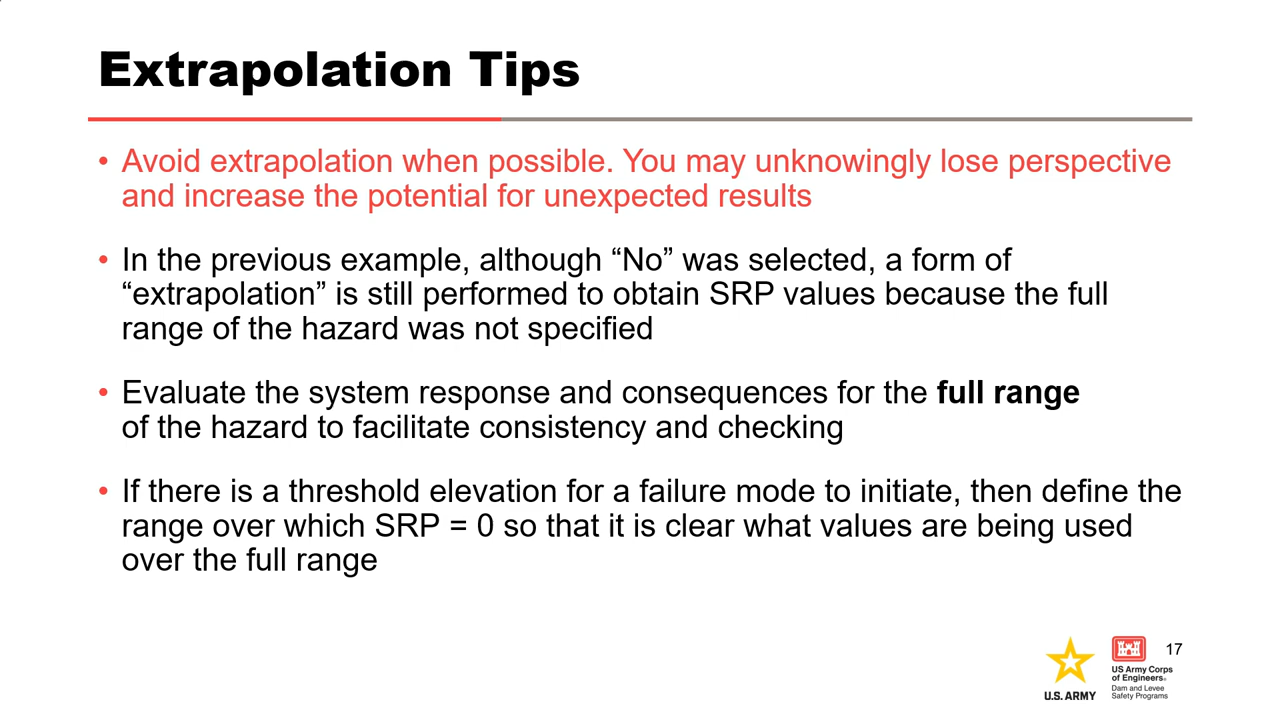 Extrapolation Tips
• Avoid extrapolation when possible. You may unknowingly lose perspective
and increase the potential for unexpected results
• In the previous example, although “No” was selected, a form of
“extrapolation” is still performed to obtain SRP values because the full
range of the hazard was not specified
• Evaluate the system response and consequences for the full range
of the hazard to facilitate consistency and checking
• If there is a threshold elevation for a failure mode to initiate, then define the
range over which SRP = 0 so that it is clear what values are being used
over the full range
U.S. ARMY
US Army Corps
of Engineers®
Dam and Levee
Safety Programs
17